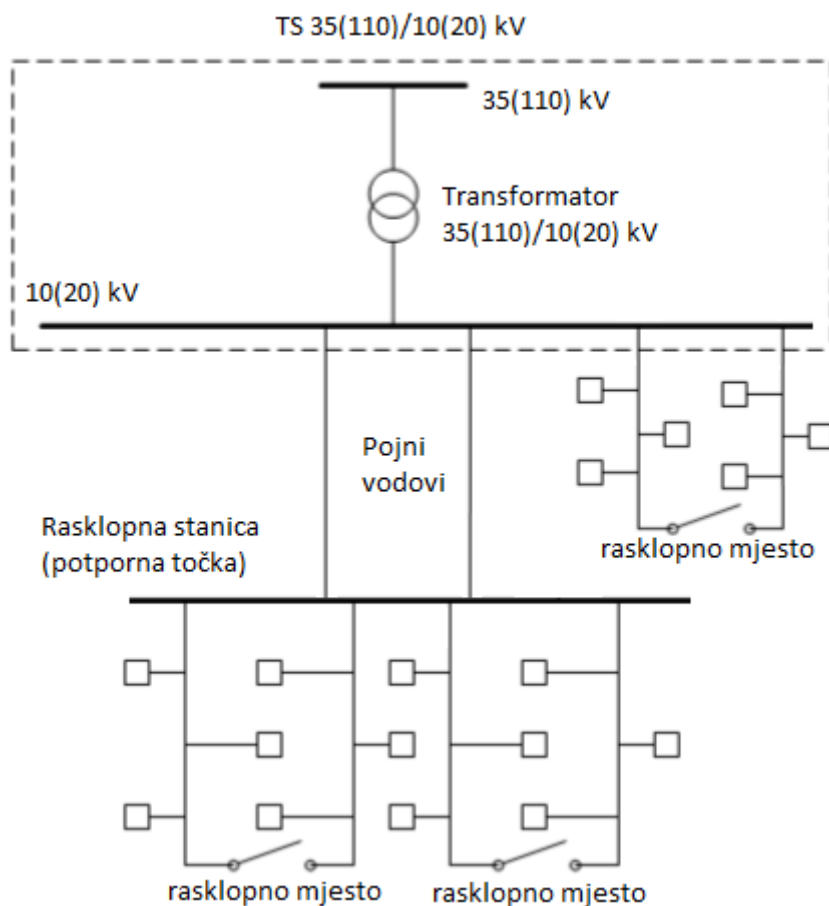 TS 35(110)/10(20) kV
35(110) kV
Transformator
35(110)/10(20) kV
10(20) kV
Pojni
vodovi
Rasklopna stanica
(potporna točka)
rasklopno mjesto
rasklopno mjesto
rasklopno mjesto